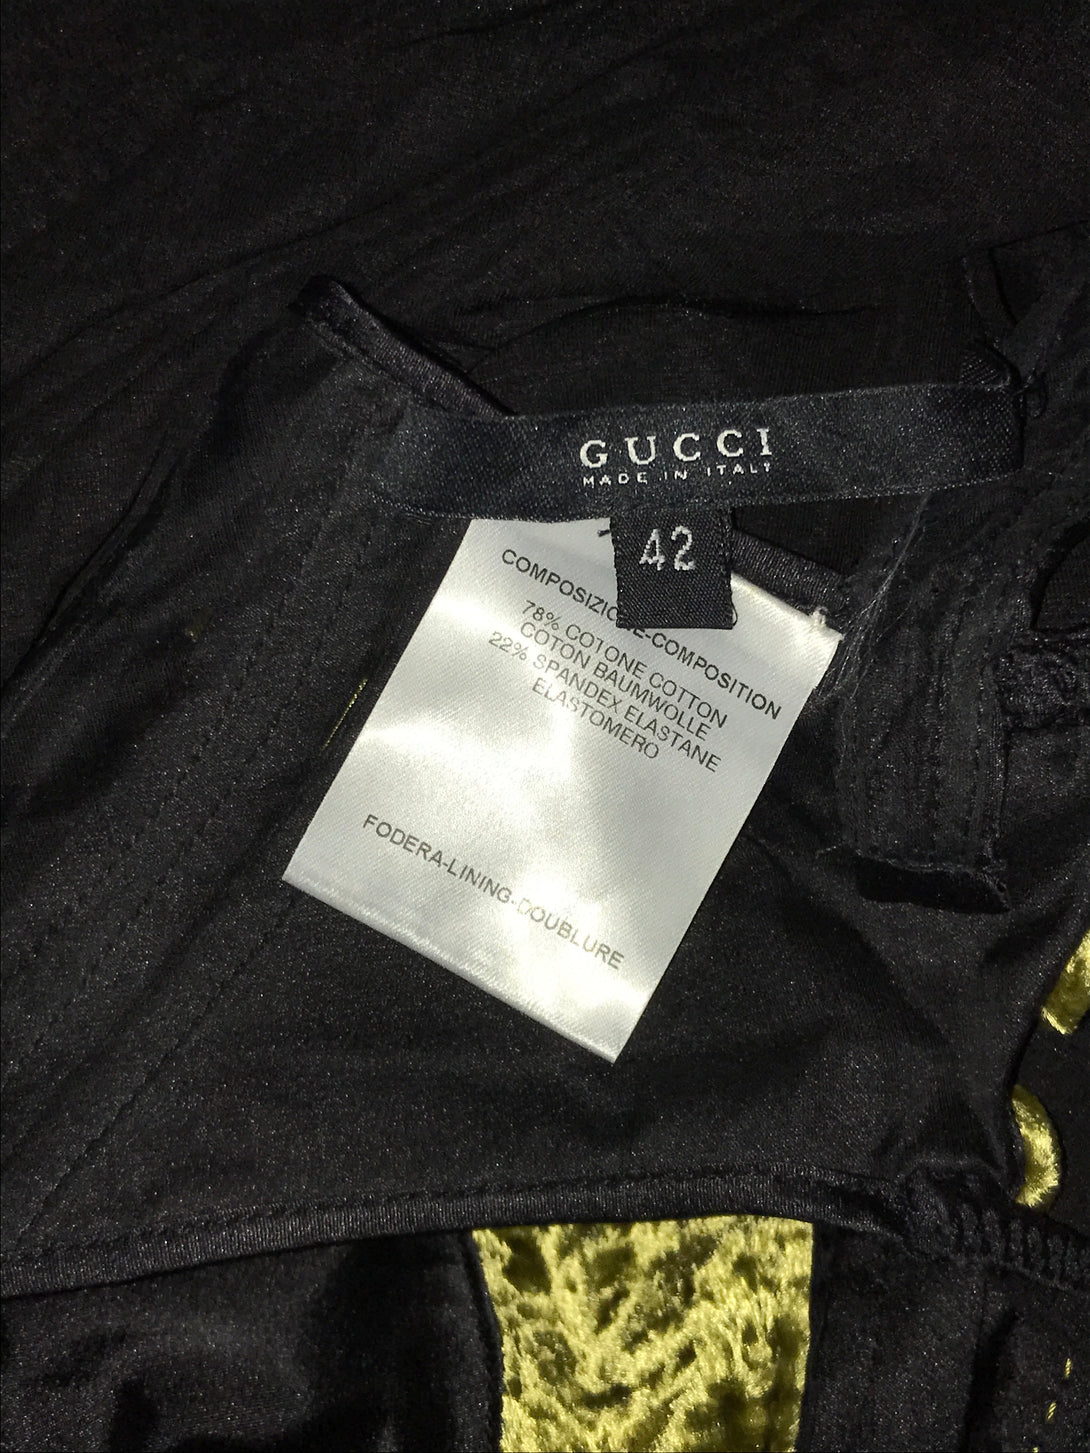 GUCCI
MADE IN ITALY
42
COMPOSIZIONE-COMPOSITION
78% COTONE COTTON
COTON BAUMWOLLE
22% SPANDEX ELASTANE
ELASTOMERO
FODERA-LINING-DOUBLURE